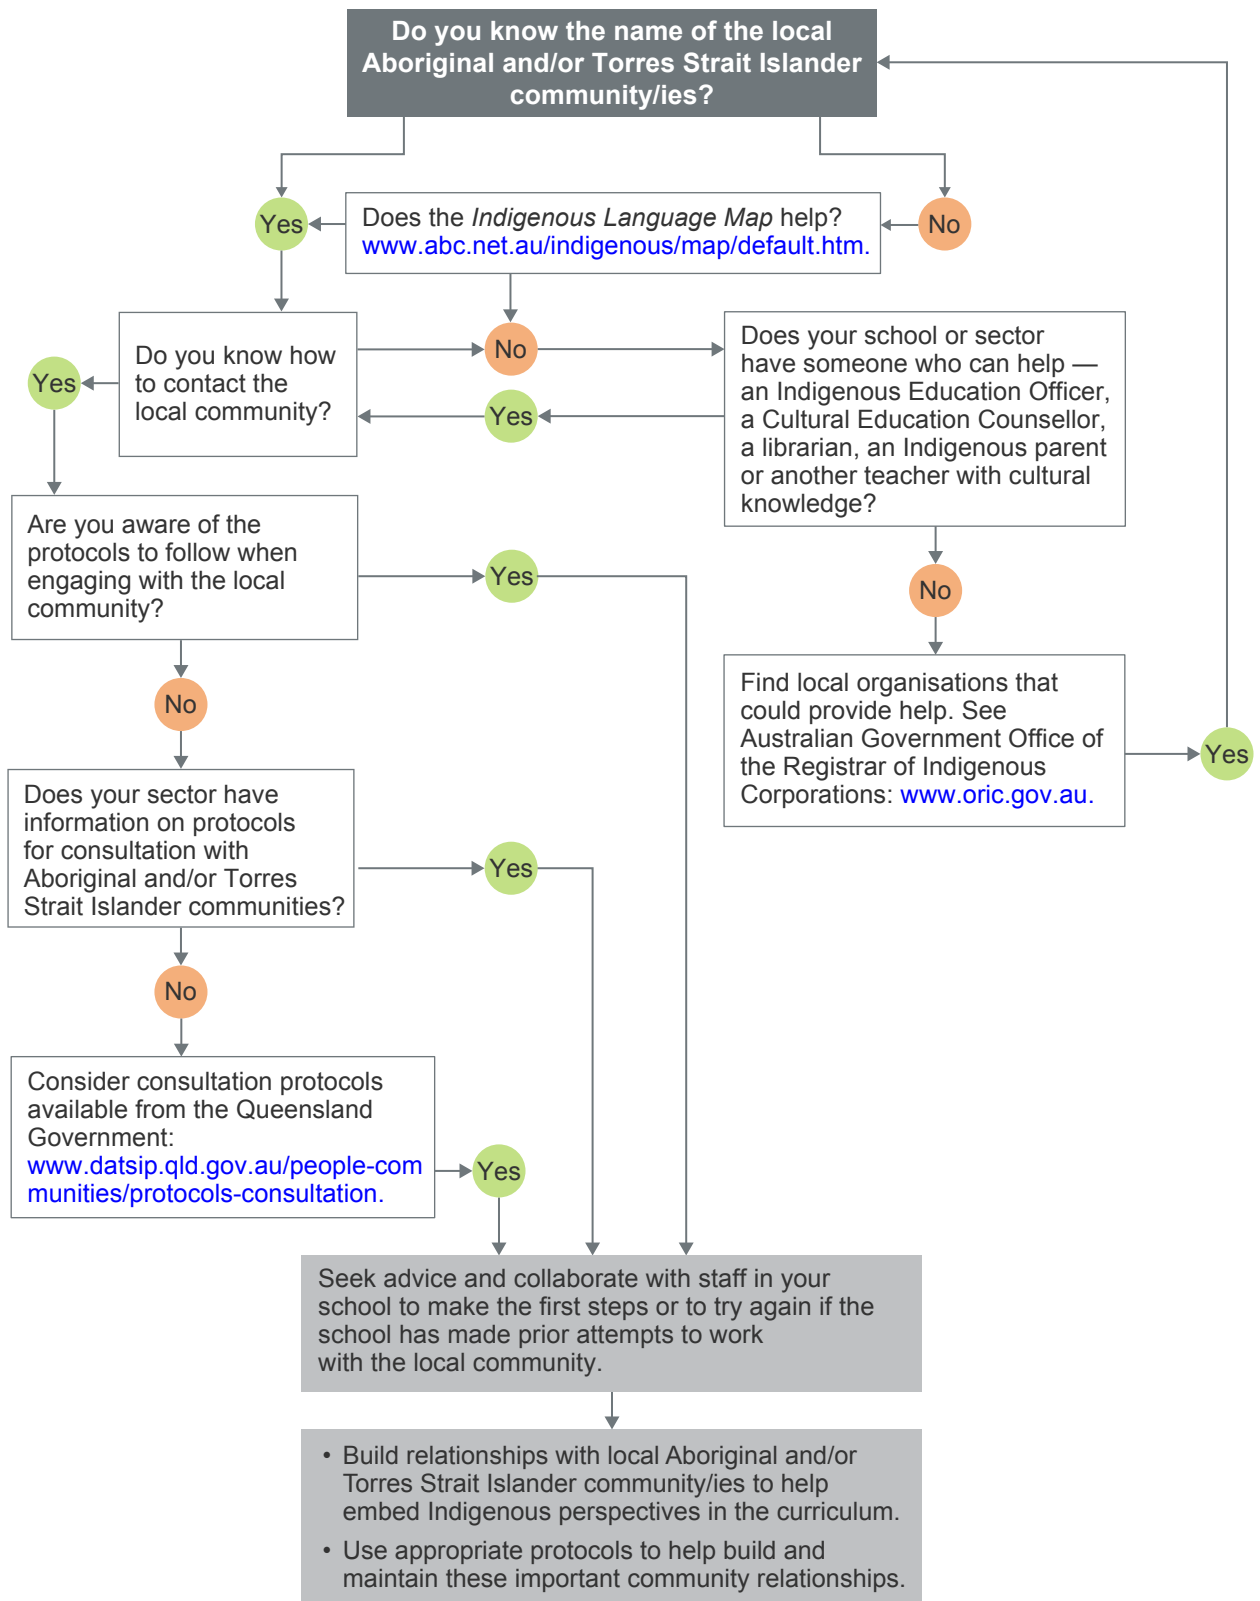 Do you know the name of the local
Aboriginal and/or Torres Strait Islander
community/ies?
Yes
Does the Indigenous Language Map help?
www.abc.net.au/indigenous/map/default.htm.
No
Do you know how
to contact the
local community?
Yes
No
Yes
Does your school or sector
have someone who can help —
an Indigenous Education Officer,
a Cultural Education Counsellor,
a librarian, an Indigenous parent
or another teacher with cultural
knowledge?
Are you aware of the
protocols to follow when
engaging with the local
community?
Yes
No
No
Find local organisations that
could provide help. See
Australian Government Office of
the Registrar of Indigenous
Corporations: www.oric.gov.au.
Yes
Does your sector have
information on protocols
for consultation with
Aboriginal and/or Torres
Strait Islander communities?
Yes
No
Consider consultation protocols
available from the Queensland
Government:
www.datsip.qld.gov.au/people-com
munities/protocols-consultation.
Yes
Seek advice and collaborate with staff in your
school to make the first steps or to try again if the
school has made prior attempts to work
with the local community.
• Build relationships with local Aboriginal and/or
Torres Strait Islander community/ies to help
embed Indigenous perspectives in the curriculum.
• Use appropriate protocols to help build and
maintain these important community relationships.